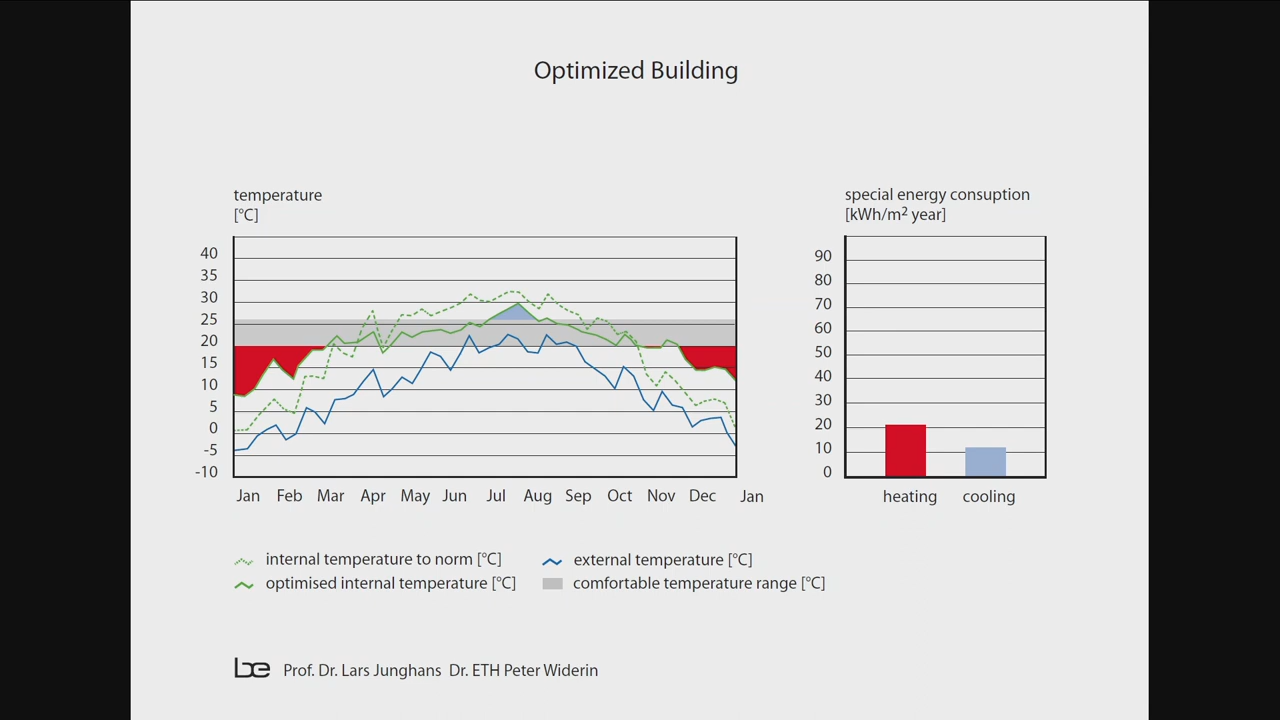 Optimized Building
temperature
[°C]
40
35
30
25
20
15
10
5
0
-5
-10
Jan Feb Mar Apr May Jun Jul Aug Sep Oct Nov Dec Jan
special energy consuption
[kWh/m² year]
90
80
70
60
50
40
30
20
10
0
heating cooling
internal temperature to norm [°C]
external temperature [°C]
optimised internal temperature [°C]
comfortable temperature range [°C]
be Prof. Dr. Lars Junghans Dr. ETH Peter Widerin